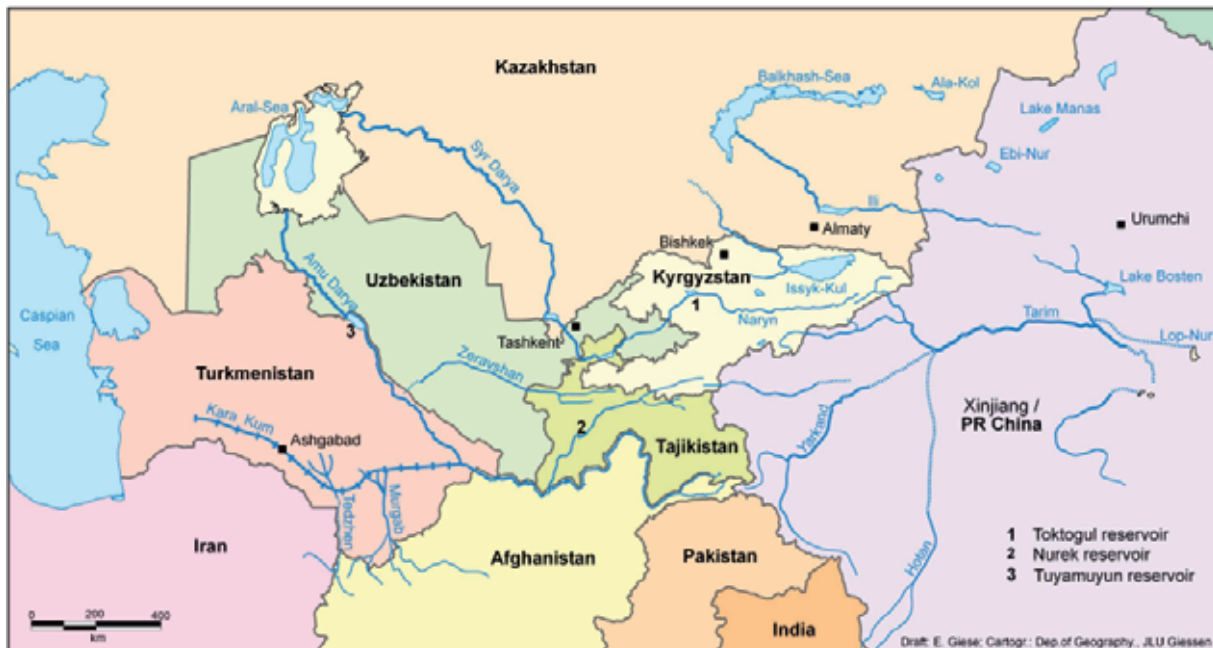 Kazakhstan
Balkhash-Sea
Ala-Kol
Aral-Sea
Lake Manas
Syr Darya
Ebi-Nur
Ili
Urumchi
Almaty
Bishkek
Amu Darya
Uzbekistan
Kyrgyzstan
Issyk-Kul
Lake Bosten
1
Naryn
Tarim
Caspian
Sea
3
Tashkent
Lop-Nur
Zeravshan
Turkmenistan
Xinjiang /
PR China
Kara Kum
2
Ashgabad
Tajikistan
Yarkand
Tedzhen
Murgab
Iran
Afghanistan
Pakistan
Hotan
1 Toktogul reservoir
2 Nurek reservoir
3 Tuyamuyun reservoir
0 200 400
km
India
Draft: E. Giese; Cartogr.: Dep.of Geography., JLU Giessen